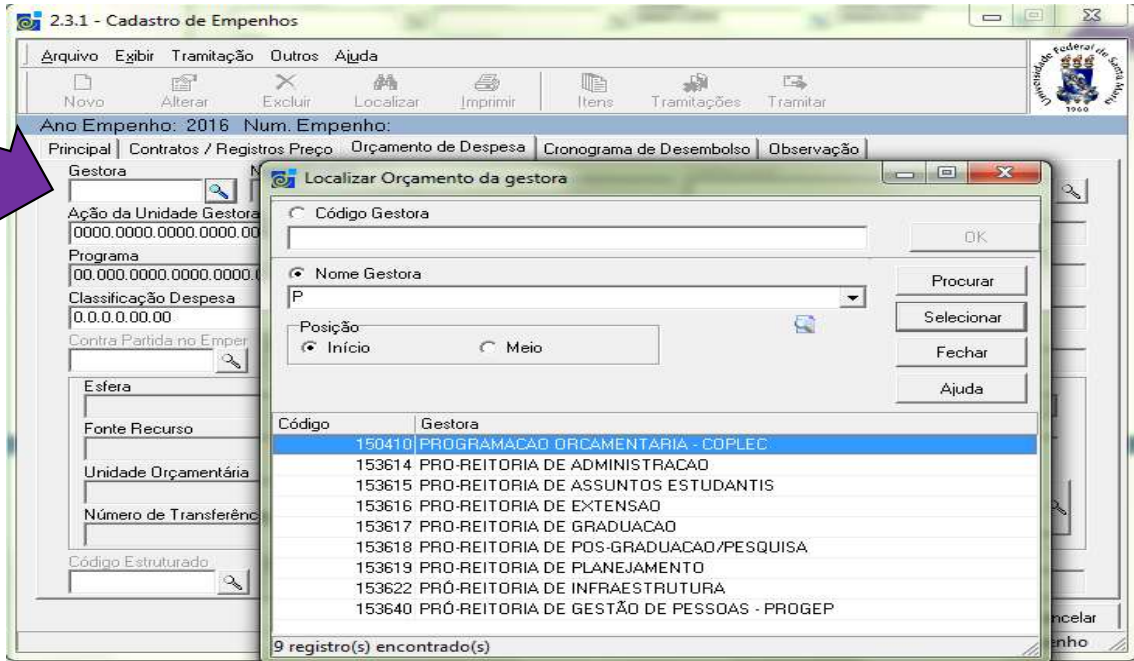 2.3.1 - Cadastro de Empenhos
Arquivo Exibir Tramitação Outros Ajuda
Novo Alterar Excluir Localizar Imprimir Itens Tramitações Tramitar
Universidade Federal de Santa Maria
1960
Ano Empenho: 2016 Num. Empenho:
Principal Contratos / Registros Preço Orçamento de Despesa Cronograma de Desembolso Observação
Gestora N
Ação da Unidade Gestora
0000.0000.0000.0000.00
Programa
00.000.0000.0000.0000.
Classificação Despesa
0.0.0.0.00.00
Contra Partida no Emper
Esfera
Fonte Recurso
Unidade Orçamentária
Número de Transferênc
Código Estruturado
Localizar Orçamento da gestora
Código Gestora
OK
Nome Gestora
P
Procurar
Selecionar
Fechar
Ajuda
Posição
Início Meio
Código Gestora
150410 PROGRAMACAO ORCAMENTARIA - COPLEC
153614 PRO-REITORIA DE ADMINISTRACAO
153615 PRO-REITORIA DE ASSUNTOS ESTUDANTIS
153616 PRO-REITORIA DE EXTENSAO
153617 PRO-REITORIA DE GRADUACAO
153618 PRO-REITORIA DE POS-GRADUACAO/PESQUISA
153619 PRO-REITORIA DE PLANEJAMENTO
153622 PRÓ-REITORIA DE INFRAESTRUTURA
153640 PRÓ-REITORIA DE GESTÃO DE PESSOAS - PROGEP
9 registro(s) encontrado(s)
ncelar
enho